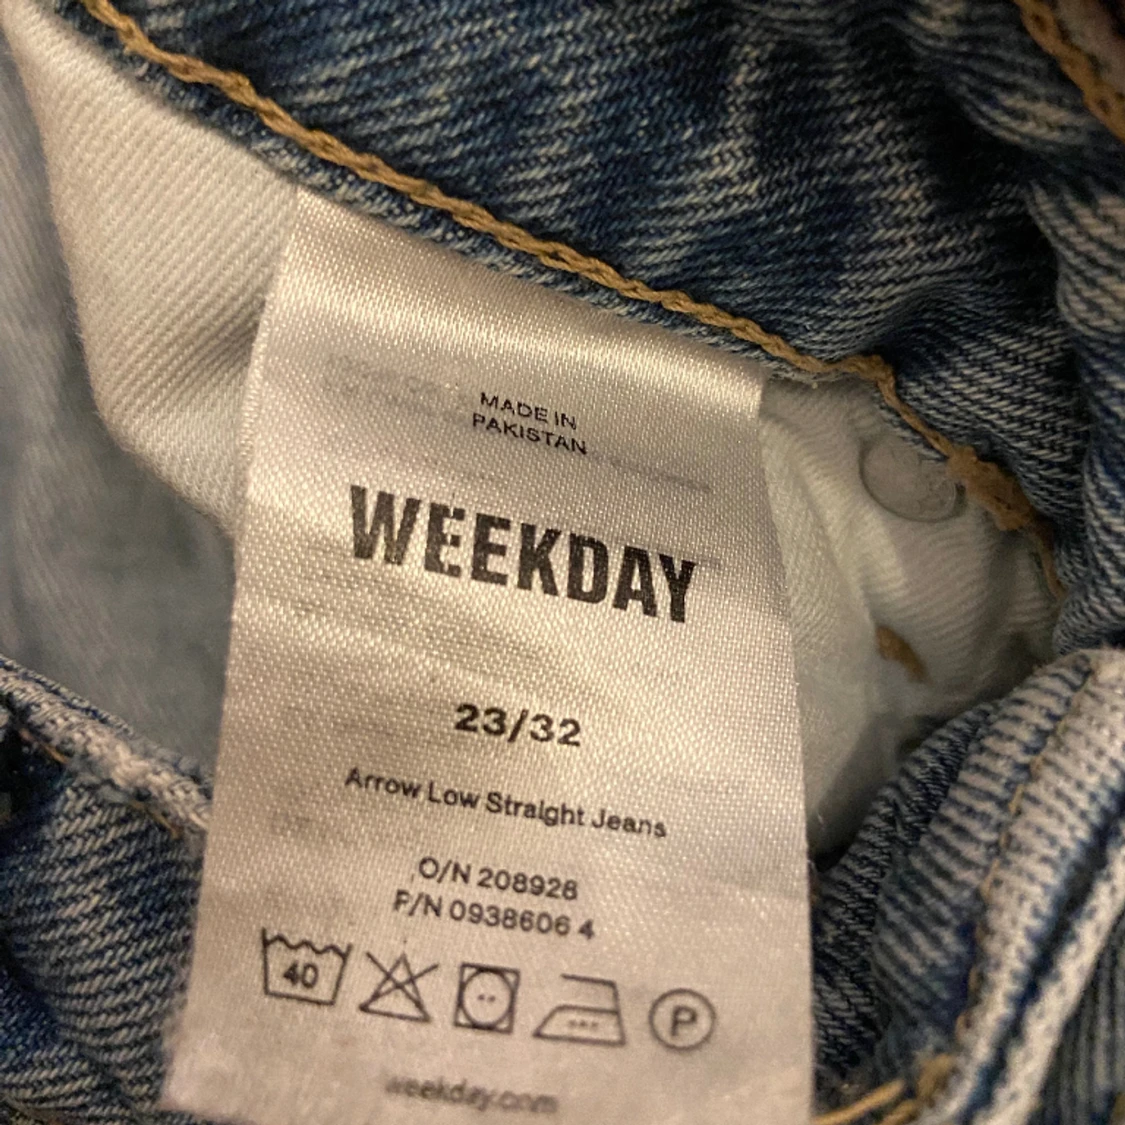 MADE IN
PAKISTAN
WEEKDAY
23/32
Arrow Low Straight Jeans
O/N 208928
P/N 0938606 4
40
P
weekday.com